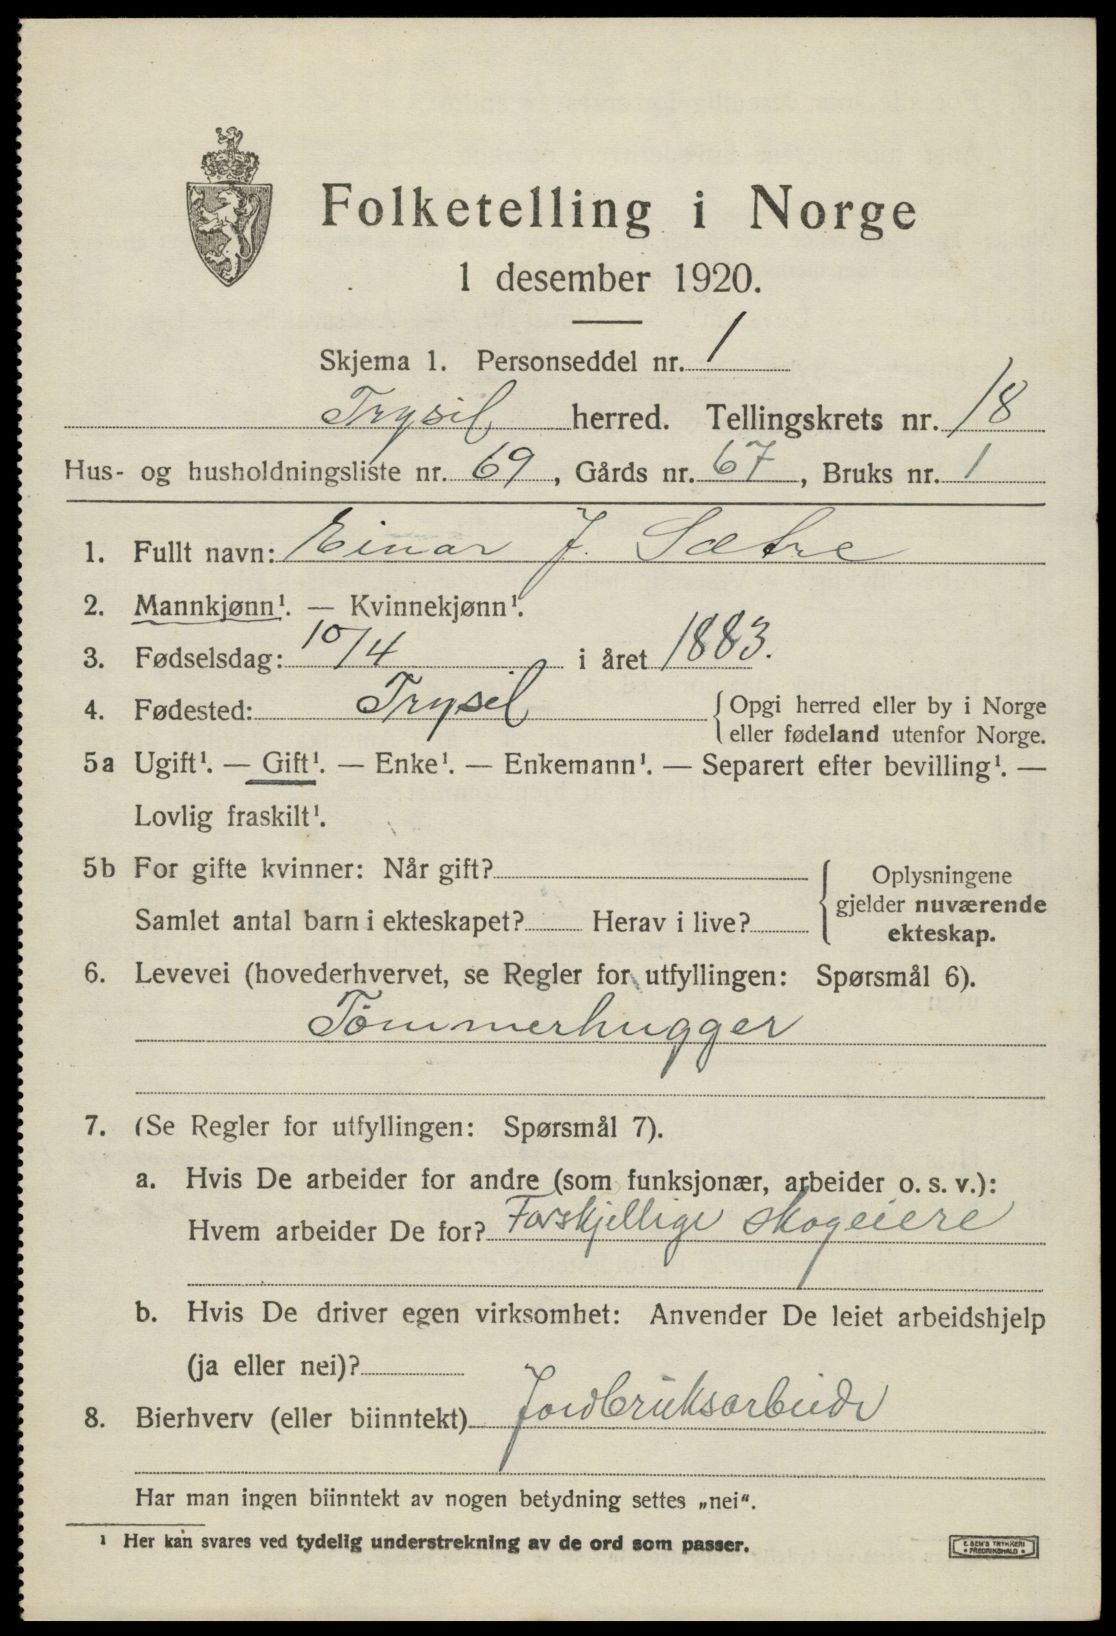 Folketelling i Norge
1 desember 1920.
Skjema 1. Personseddel nr. 1
Trysil herred. Tellingskrets nr. 18
Hus- og husholdningsliste nr. 69, Gårds nr. 67, Bruks nr. 1
1. Fullt navn: Einar J. Sætre
2. Mannkjønn¹. — Kvinnekjønn¹.
3. Fødselsdag: 10/4 i året 1883.
4. Fødested: Trysil { Opgi herred eller by i Norge
eller fødeland utenfor Norge.
5a Ugift¹. — Gift¹. — Enke¹. — Enkemann¹. — Separert efter bevilling¹. —
Lovlig fraskilt¹.
5b For gifte kvinner: Når gift?
Samlet antal barn i ekteskapet? Herav i live?
{ Oplysningene
gjelder nuværende
ekteskap.
6. Levevei (hovederhvervet, se Regler for utfyllingen: Spørsmål 6).
Tømmerhugger
7. (Se Regler for utfyllingen: Spørsmål 7).
a. Hvis De arbeider for andre (som funksjonær, arbeider o. s. v.):
Hvem arbeider De for? Forskjellige skogeiere
b. Hvis De driver egen virksomhet: Anvender De leiet arbeidshjelp
(ja eller nei)?
8. Bierhverv (eller biinntekt) Jordbruksarbeide
Har man ingen biinntekt av nogen betydning settes „nei“.
¹ Her kan svares ved tydelig understrekning av de ord som passer.
E. SEM'S TRYKKERI
• FREDRIKSHALD •